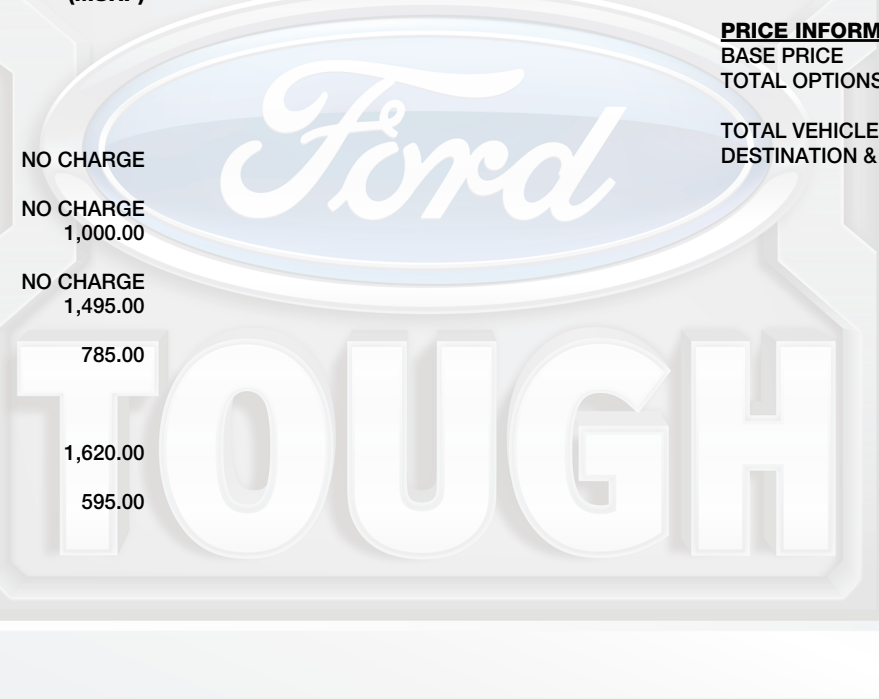 PRICE INFORM
BASE PRICE
TOTAL OPTIONS
TOTAL VEHICLE
DESTINATION &
NO CHARGE
NO CHARGE
1,000.00
NO CHARGE
1,495.00
785.00
1,620.00
595.00
Ford
TOUGH